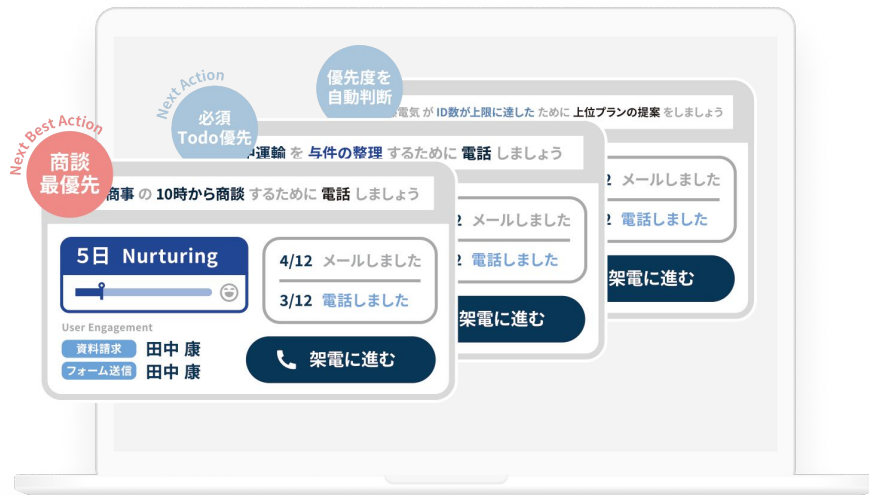 Next Best Action
商談
最優先
商事 の 10時から商談 するために 電話 しましょう
5日 Nurturing
4/12 メールしました
3/12 電話しました
User Engagement
資料請求 田中 康
フォーム送信 田中 康
架電に進む
Next Action
必須
Todo優先
運輸 を 与件の整理 するために 電話 しましょう
2 メールしました
2 電話しました
架電に進む
優先度を
自動判断
電気 が ID数が上限に達した ために 上位プランの提案 をしましょう
2 メールしました
2 電話しました
架電に進む